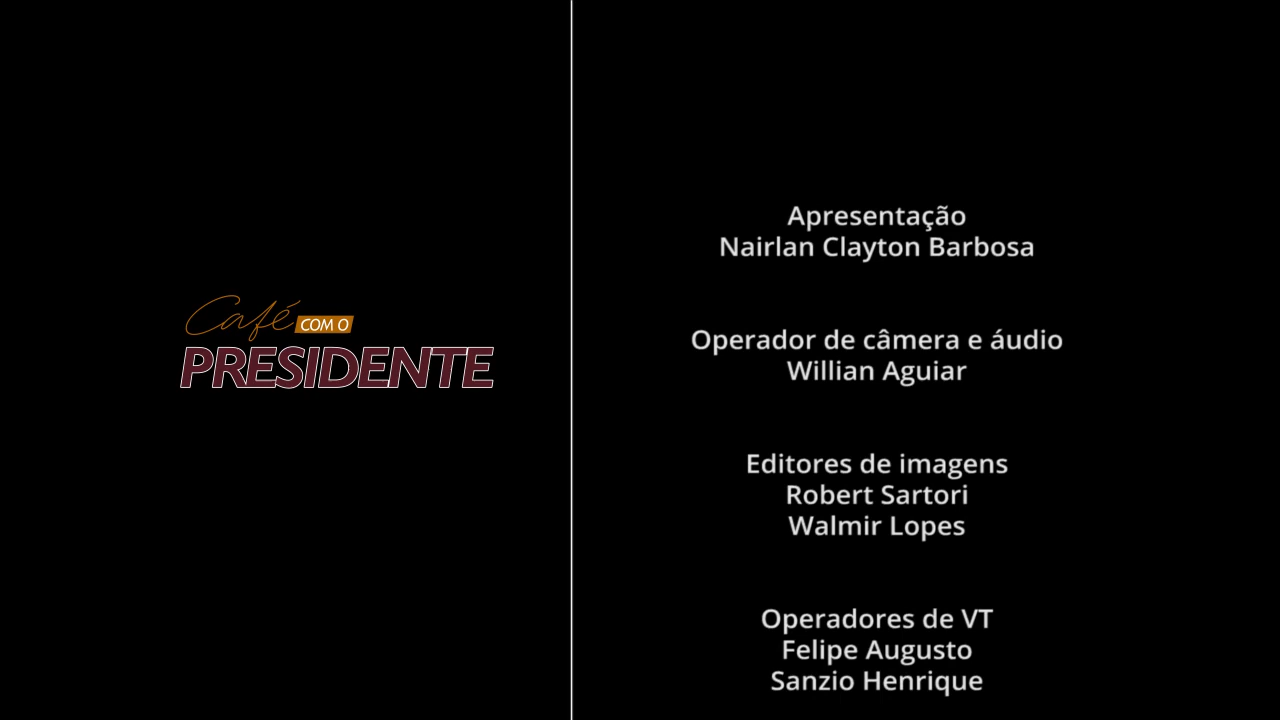 Café COM O
PRESIDENTE
Apresentação
Nairlan Clayton Barbosa
Operador de câmera e áudio
Willian Aguiar
Editores de imagens
Robert Sartori
Walmir Lopes
Operadores de VT
Felipe Augusto
Sanzio Henrique